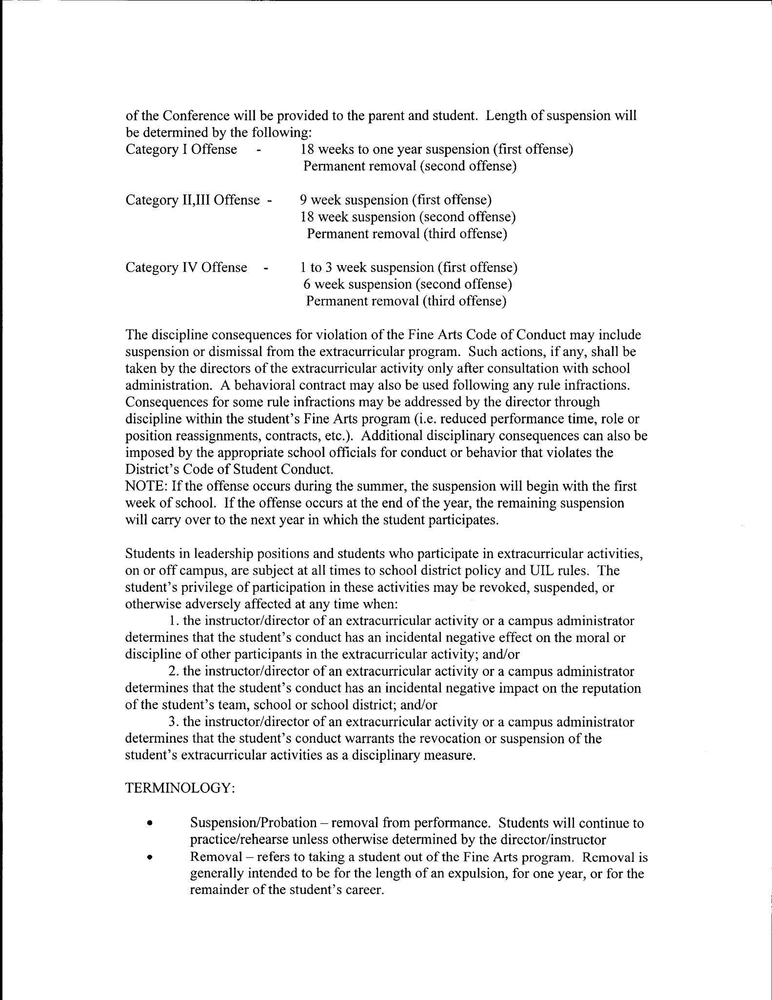 of the Conference will be provided to the parent and student.  Length of suspension will
be determined by the following:
Category I Offense - 18 weeks to one year suspension (first offense)
Permanent removal (second offense)
Category II,III Offense - 9 week suspension (first offense)
18 week suspension (second offense)
Permanent removal (third offense)
Category IV Offense - 1 to 3 week suspension (first offense)
6 week suspension (second offense)
Permanent removal (third offense)
The discipline consequences for violation of the Fine Arts Code of Conduct may include
suspension or dismissal from the extracurricular program.  Such actions, if any, shall be
taken by the directors of the extracurricular activity only after consultation with school
administration.  A behavioral contract may also be used following any rule infractions.
Consequences for some rule infractions may be addressed by the director through
discipline within the student's Fine Arts program (i.e. reduced performance time, role or
position reassignments, contracts, etc.).  Additional disciplinary consequences can also be
imposed by the appropriate school officials for conduct or behavior that violates the
District's Code of Student Conduct.
NOTE: If the offense occurs during the summer, the suspension will begin with the first
week of school.  If the offense occurs at the end of the year, the remaining suspension
will carry over to the next year in which the student participates.
Students in leadership positions and students who participate in extracurricular activities,
on or off campus, are subject at all times to school district policy and UIL rules.  The
student's privilege of participation in these activities may be revoked, suspended, or
otherwise adversely affected at any time when:
1. the instructor/director of an extracurricular activity or a campus administrator
determines that the student's conduct has an incidental negative effect on the moral or
discipline of other participants in the extracurricular activity; and/or
2. the instructor/director of an extracurricular activity or a campus administrator
determines that the student's conduct has an incidental negative impact on the reputation
of the student's team, school or school district; and/or
3. the instructor/director of an extracurricular activity or a campus administrator
determines that the student's conduct warrants the revocation or suspension of the
student's extracurricular activities as a disciplinary measure.
TERMINOLOGY:
• Suspension/Probation – removal from performance.  Students will continue to
practice/rehearse unless otherwise determined by the director/instructor
• Removal – refers to taking a student out of the Fine Arts program.  Removal is
generally intended to be for the length of an expulsion, for one year, or for the
remainder of the student's career.